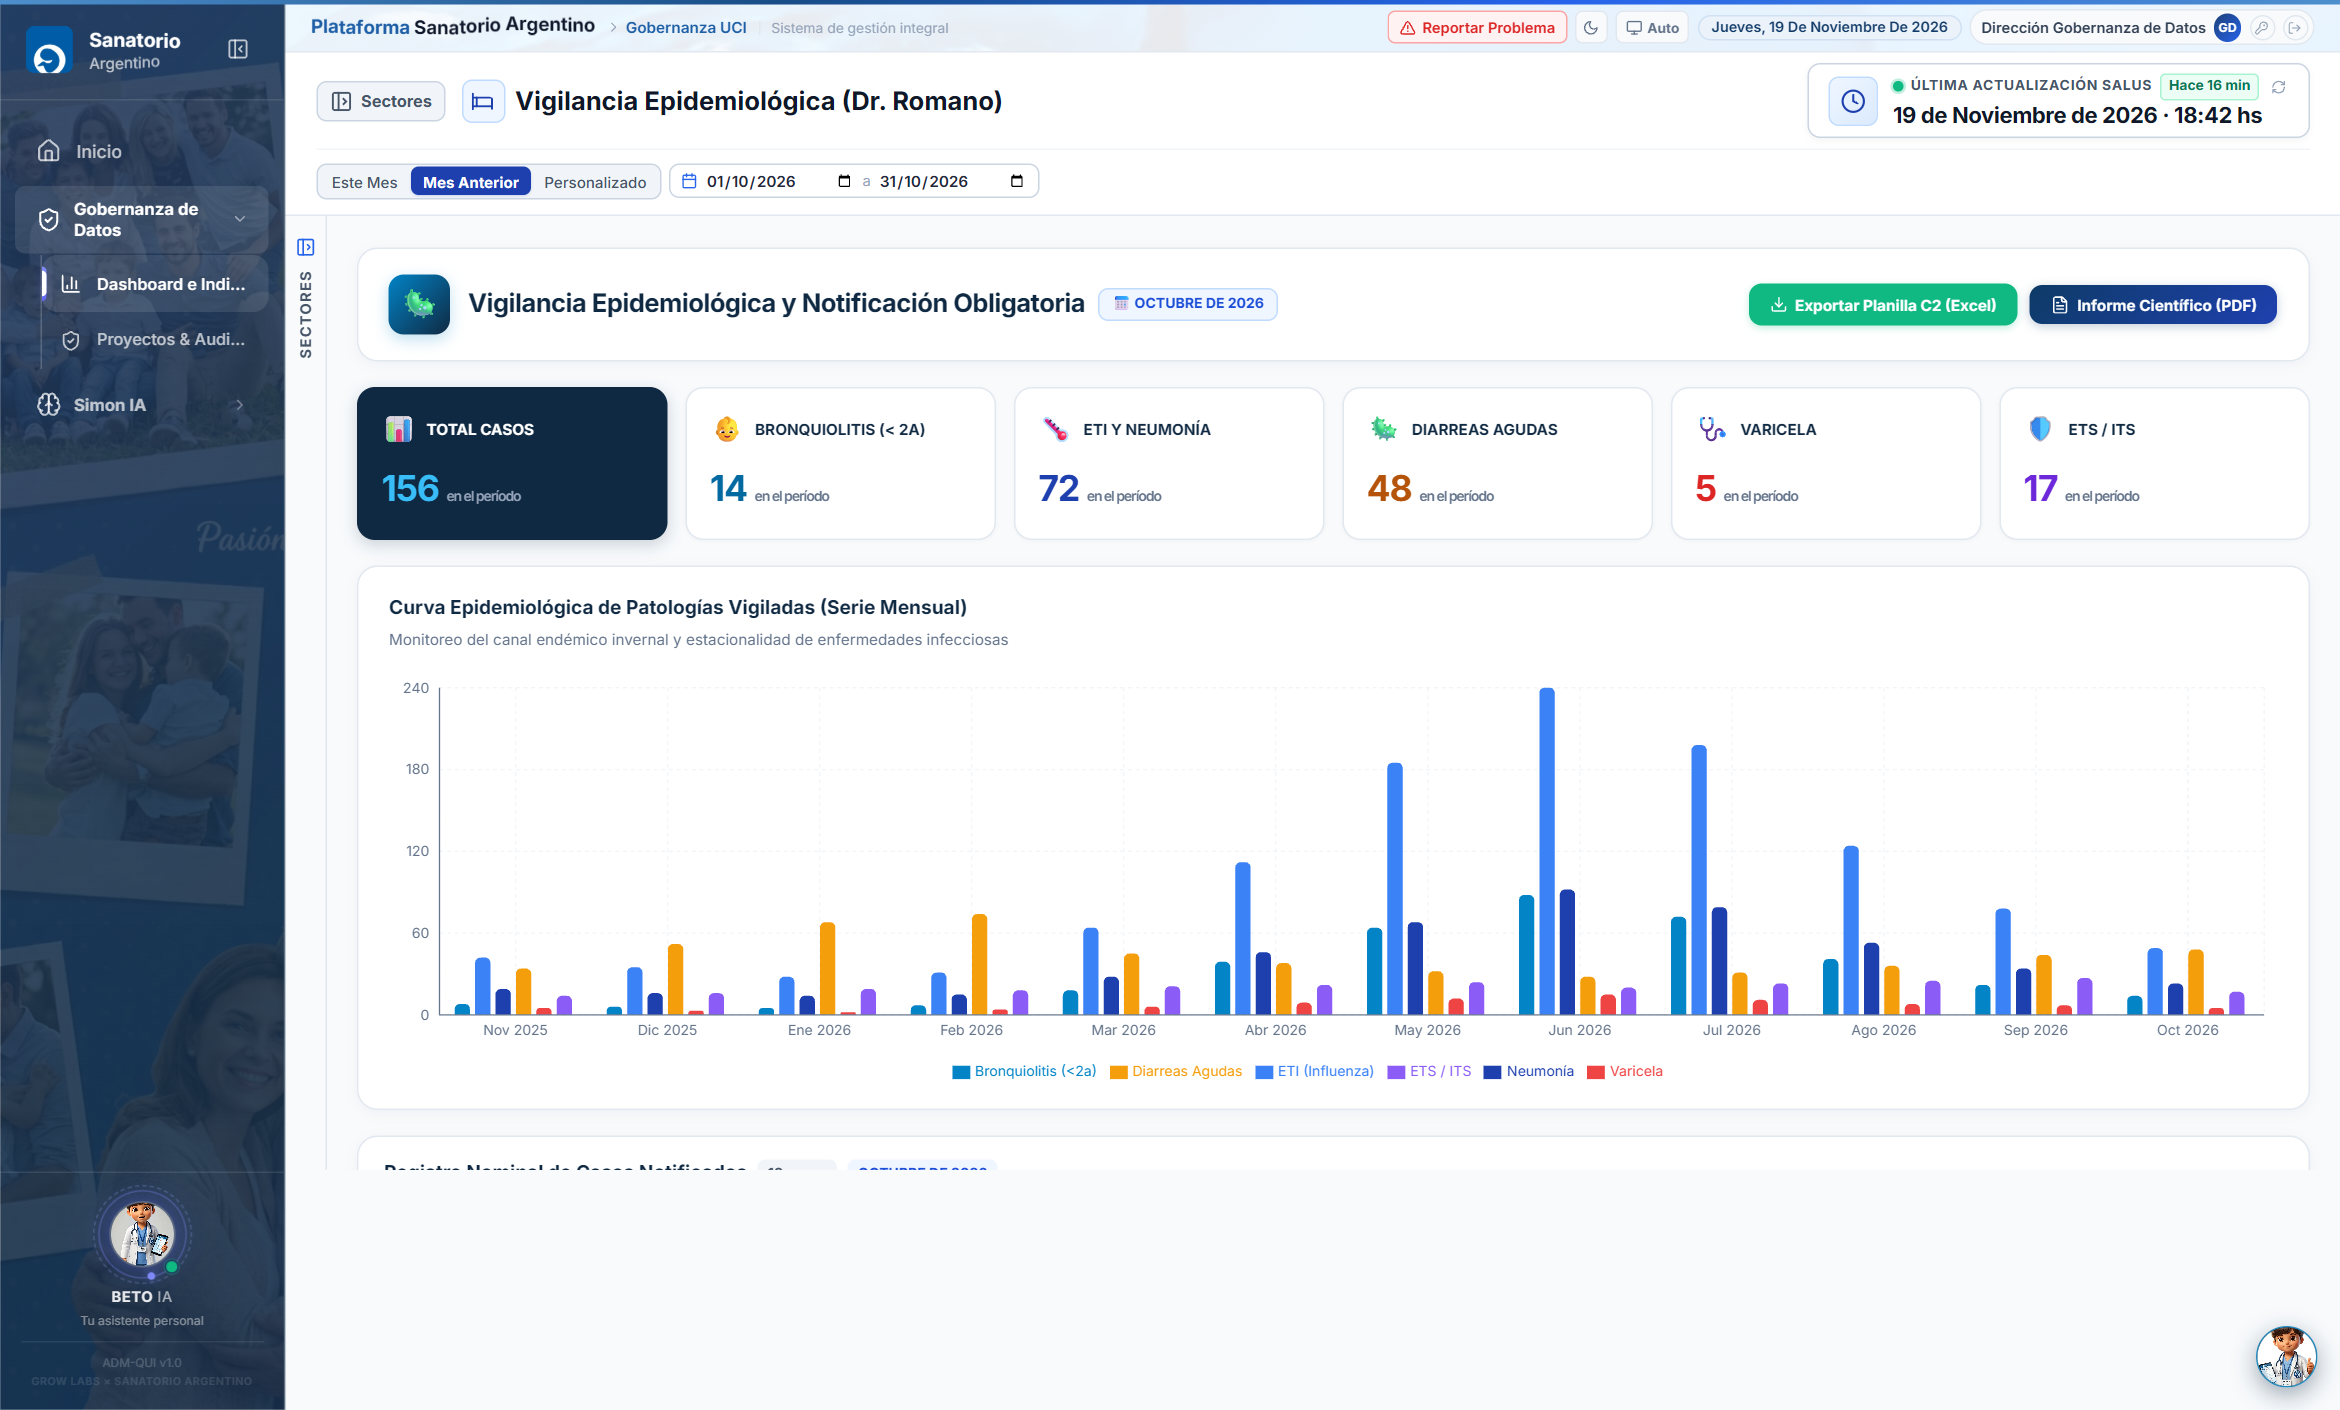 Sanatorio
Argentino
Inicio
Gobernanza de
Datos
Dashboard e Indi...
Proyectos & Audi...
Simon IA
Pasión
BETO IA
Tu asistente personal
ADM-QUI v1.0
GROW LABS × SANATORIO ARGENTINO
Plataforma Sanatorio Argentino
Gobernanza UCI
Sistema de gestión integral
Reportar Problema
Auto
Jueves, 19 De Noviembre De 2026
Dirección Gobernanza de Datos
GD
Sectores
Vigilancia Epidemiológica (Dr. Romano)
ÚLTIMA ACTUALIZACIÓN SALUS
Hace 16 min
19 de Noviembre de 2026 · 18:42 hs
Este Mes
Mes Anterior
Personalizado
01/10/2026
a
31/10/2026
SECTORES
Vigilancia Epidemiológica y Notificación Obligatoria
OCTUBRE DE 2026
Exportar Planilla C2 (Excel)
Informe Científico (PDF)
TOTAL CASOS
156 en el período
BRONQUIOLITIS (< 2A)
14 en el período
ETI Y NEUMONÍA
72 en el período
DIARREAS AGUDAS
48 en el período
VARICELA
5 en el período
ETS / ITS
17 en el período
Curva Epidemiológica de Patologías Vigiladas (Serie Mensual)
Monitoreo del canal endémico invernal y estacionalidad de enfermedades infecciosas
240
180
120
60
0
Nov 2025
Dic 2025
Ene 2026
Feb 2026
Mar 2026
Abr 2026
May 2026
Jun 2026
Jul 2026
Ago 2026
Sep 2026
Oct 2026
Bronquiolitis (<2a)
Diarreas Agudas
ETI (Influenza)
ETS / ITS
Neumonía
Varicela
Registro Nominal de Casos Notificados
OCTUBRE DE 2026